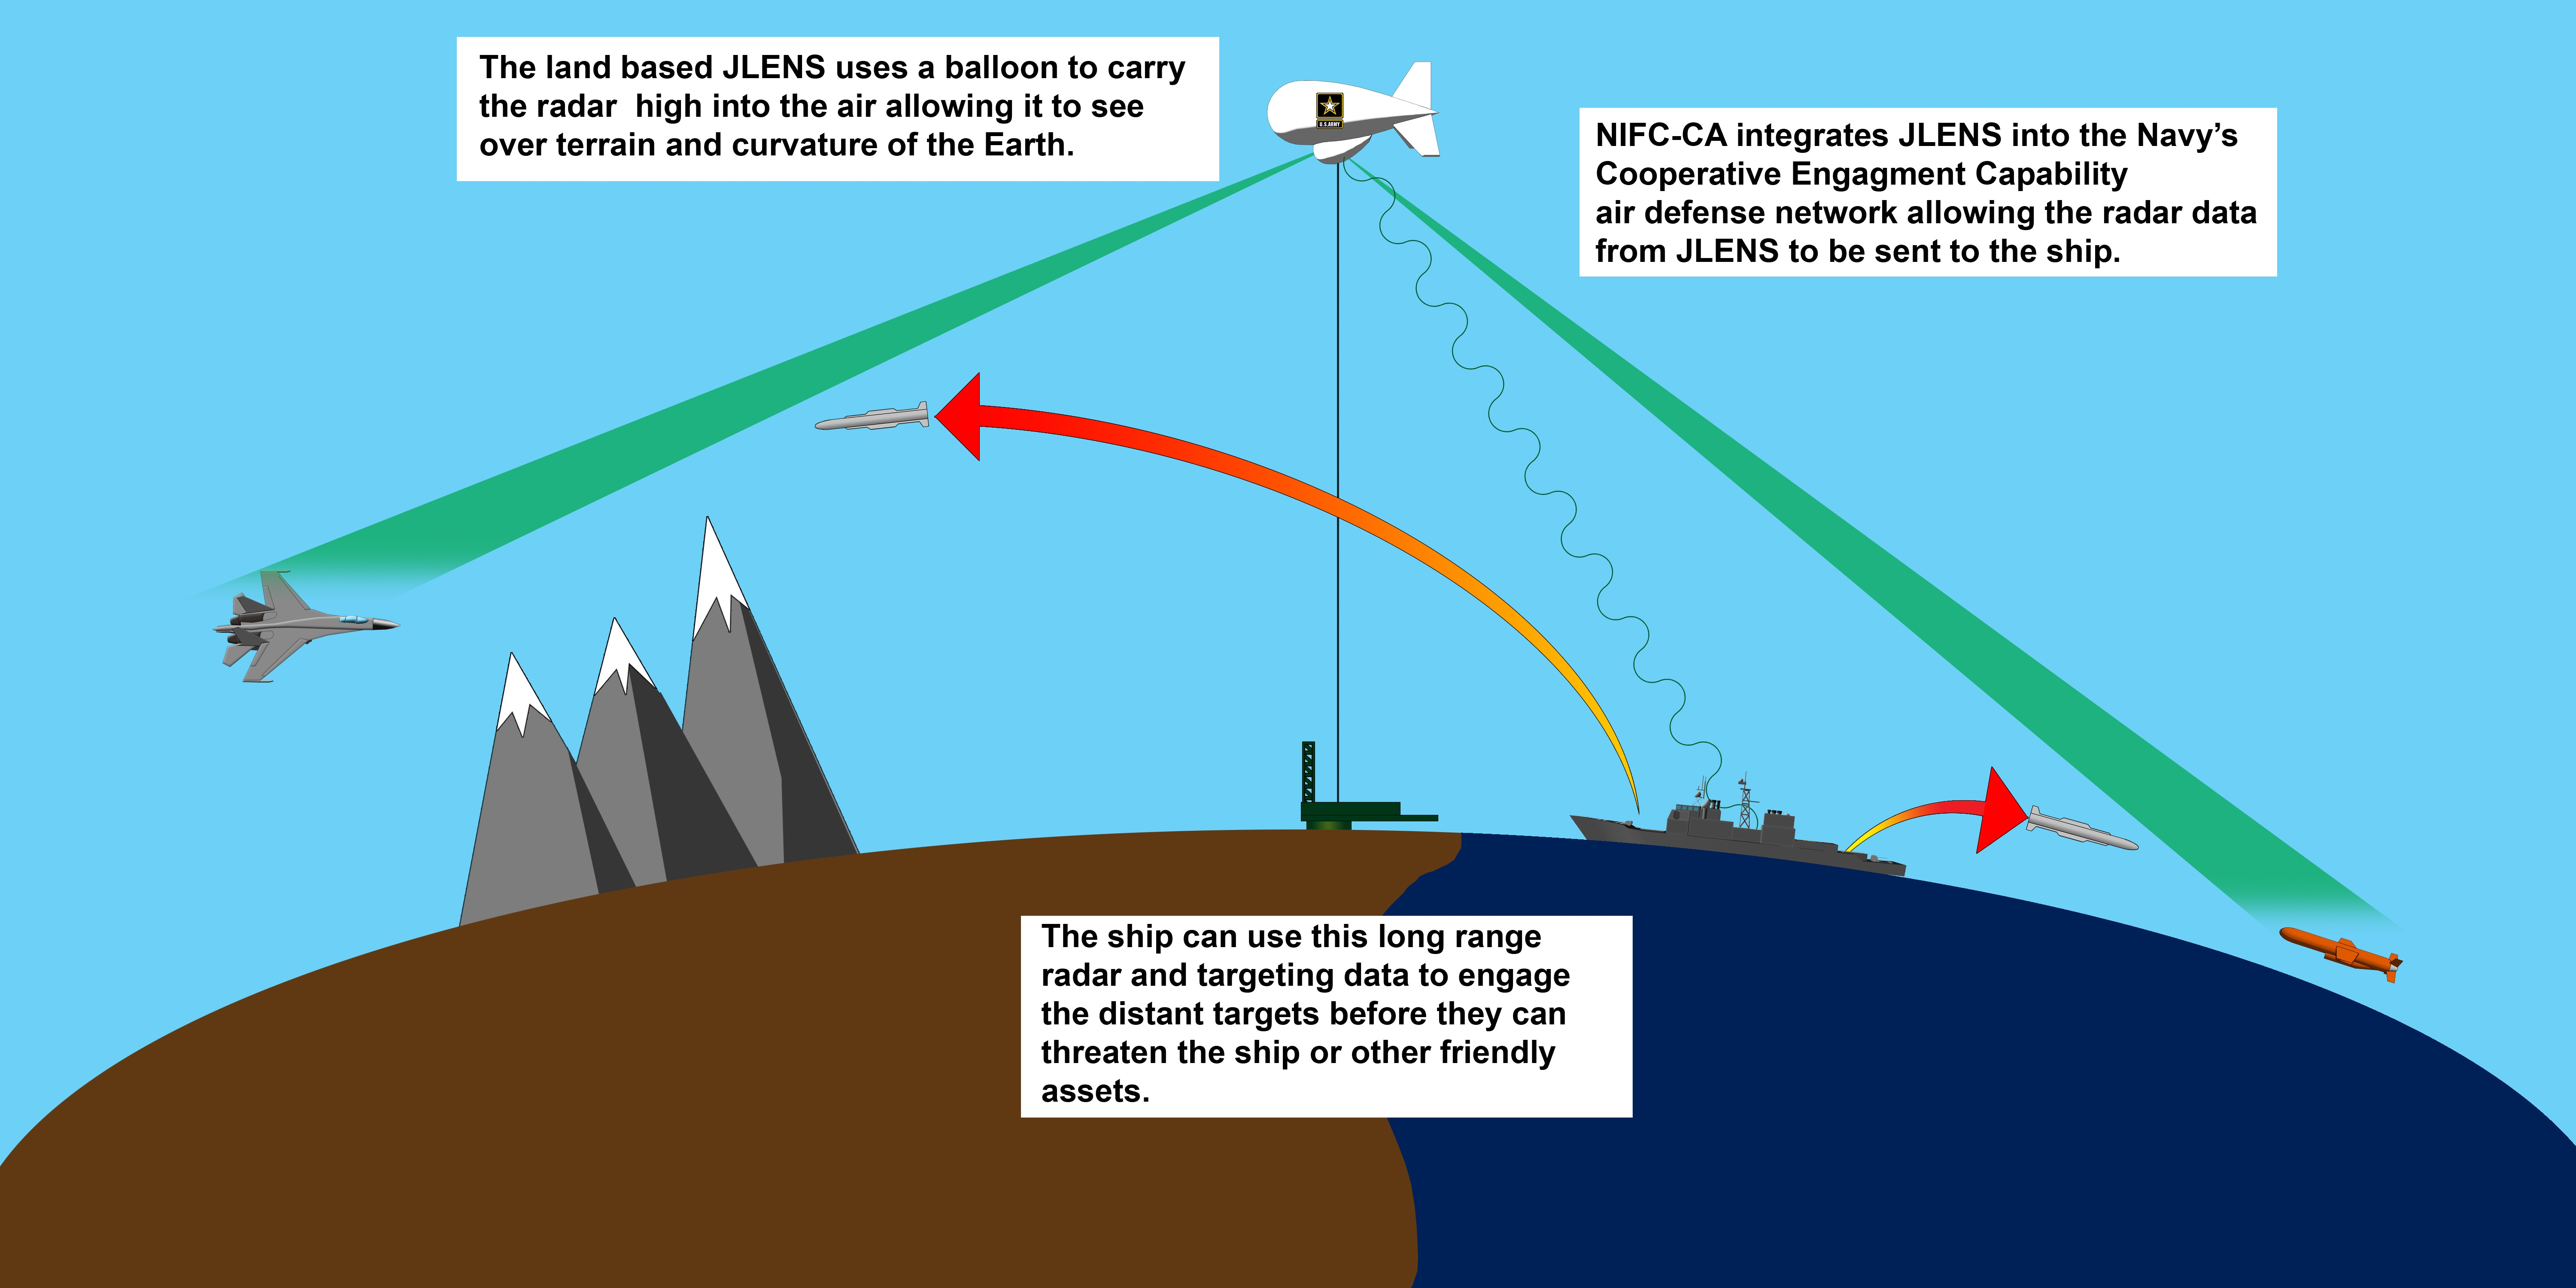 The land based JLENS uses a balloon to carry
the radar  high into the air allowing it to see
over terrain and curvature of the Earth.
U.S.ARMY
NIFC-CA integrates JLENS into the Navy's
Cooperative Engagment Capability
air defense network allowing the radar data
from JLENS to be sent to the ship.
The ship can use this long range
radar and targeting data to engage
the distant targets before they can
threaten the ship or other friendly
assets.